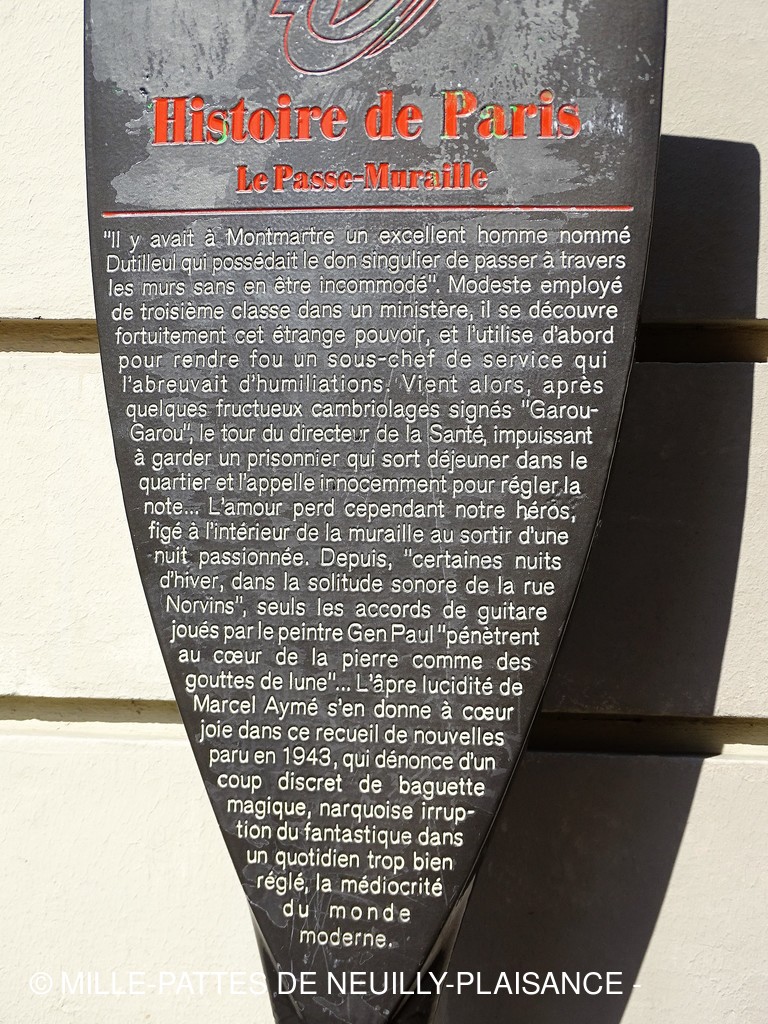 Histoire de Paris
Le Passe-Muraille
"Il y avait à Montmartre un excellent homme nommé
Dutilleul qui possédait le don singulier de passer à travers
les murs sans en être incommodé". Modeste employé
de troisième classe dans un ministère, il se découvre
fortuitement cet étrange pouvoir, et l'utilise d'abord
pour rendre fou un sous-chef de service qui
l'abreuvait d'humiliations. Vient alors, après
quelques fructueux cambriolages signés "Garou-
Garou", le tour du directeur de la Santé, impuissant
à garder un prisonnier qui sort déjeuner dans le
quartier et l'appelle innocemment pour régler la
note... L'amour perd cependant notre héros,
figé à l'intérieur de la muraille au sortir d'une
nuit passionnée. Depuis, "certaines nuits
d'hiver, dans la solitude sonore de la rue
Norvins", seuls les accords de guitare
joués par le peintre Gen Paul "pénètrent
au cœur de la pierre comme des
gouttes de lune"... L'âpre lucidité de
Marcel Aymé s'en donne à cœur
joie dans ce recueil de nouvelles
paru en 1943, qui dénonce d'un
coup discret de baguette
magique, narquoise irrup-
tion du fantastique dans
un quotidien trop bien
réglé, la médiocrité
du monde
moderne.
© MILLE-PATTES DE NEUILLY-PLAISANCE -